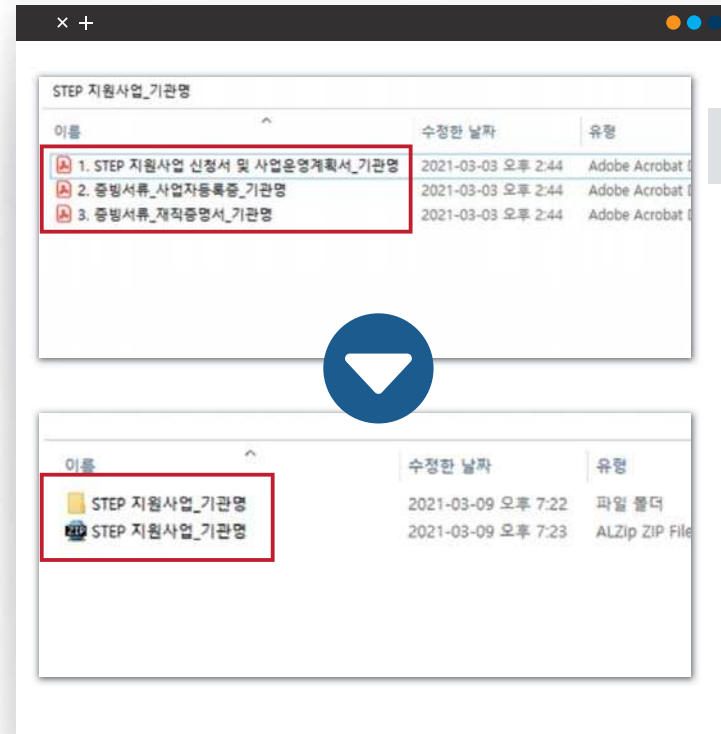 STEP 지원사업_기관명
이름 수정한 날짜 유형
1. STEP 지원사업 신청서 및 사업운영계획서_기관명 2021-03-03 오후 2:44 Adobe Acrobat D
2. 증빙서류_사업자등록증_기관명 2021-03-03 오후 2:44 Adobe Acrobat D
3. 증빙서류_재직증명서_기관명 2021-03-03 오후 2:44 Adobe Acrobat D
이름 수정한 날짜 유형
STEP 지원사업_기관명 2021-03-09 오후 7:22 파일 폴더
ZIP STEP 지원사업_기관명 2021-03-09 오후 7:23 ALZip ZIP File